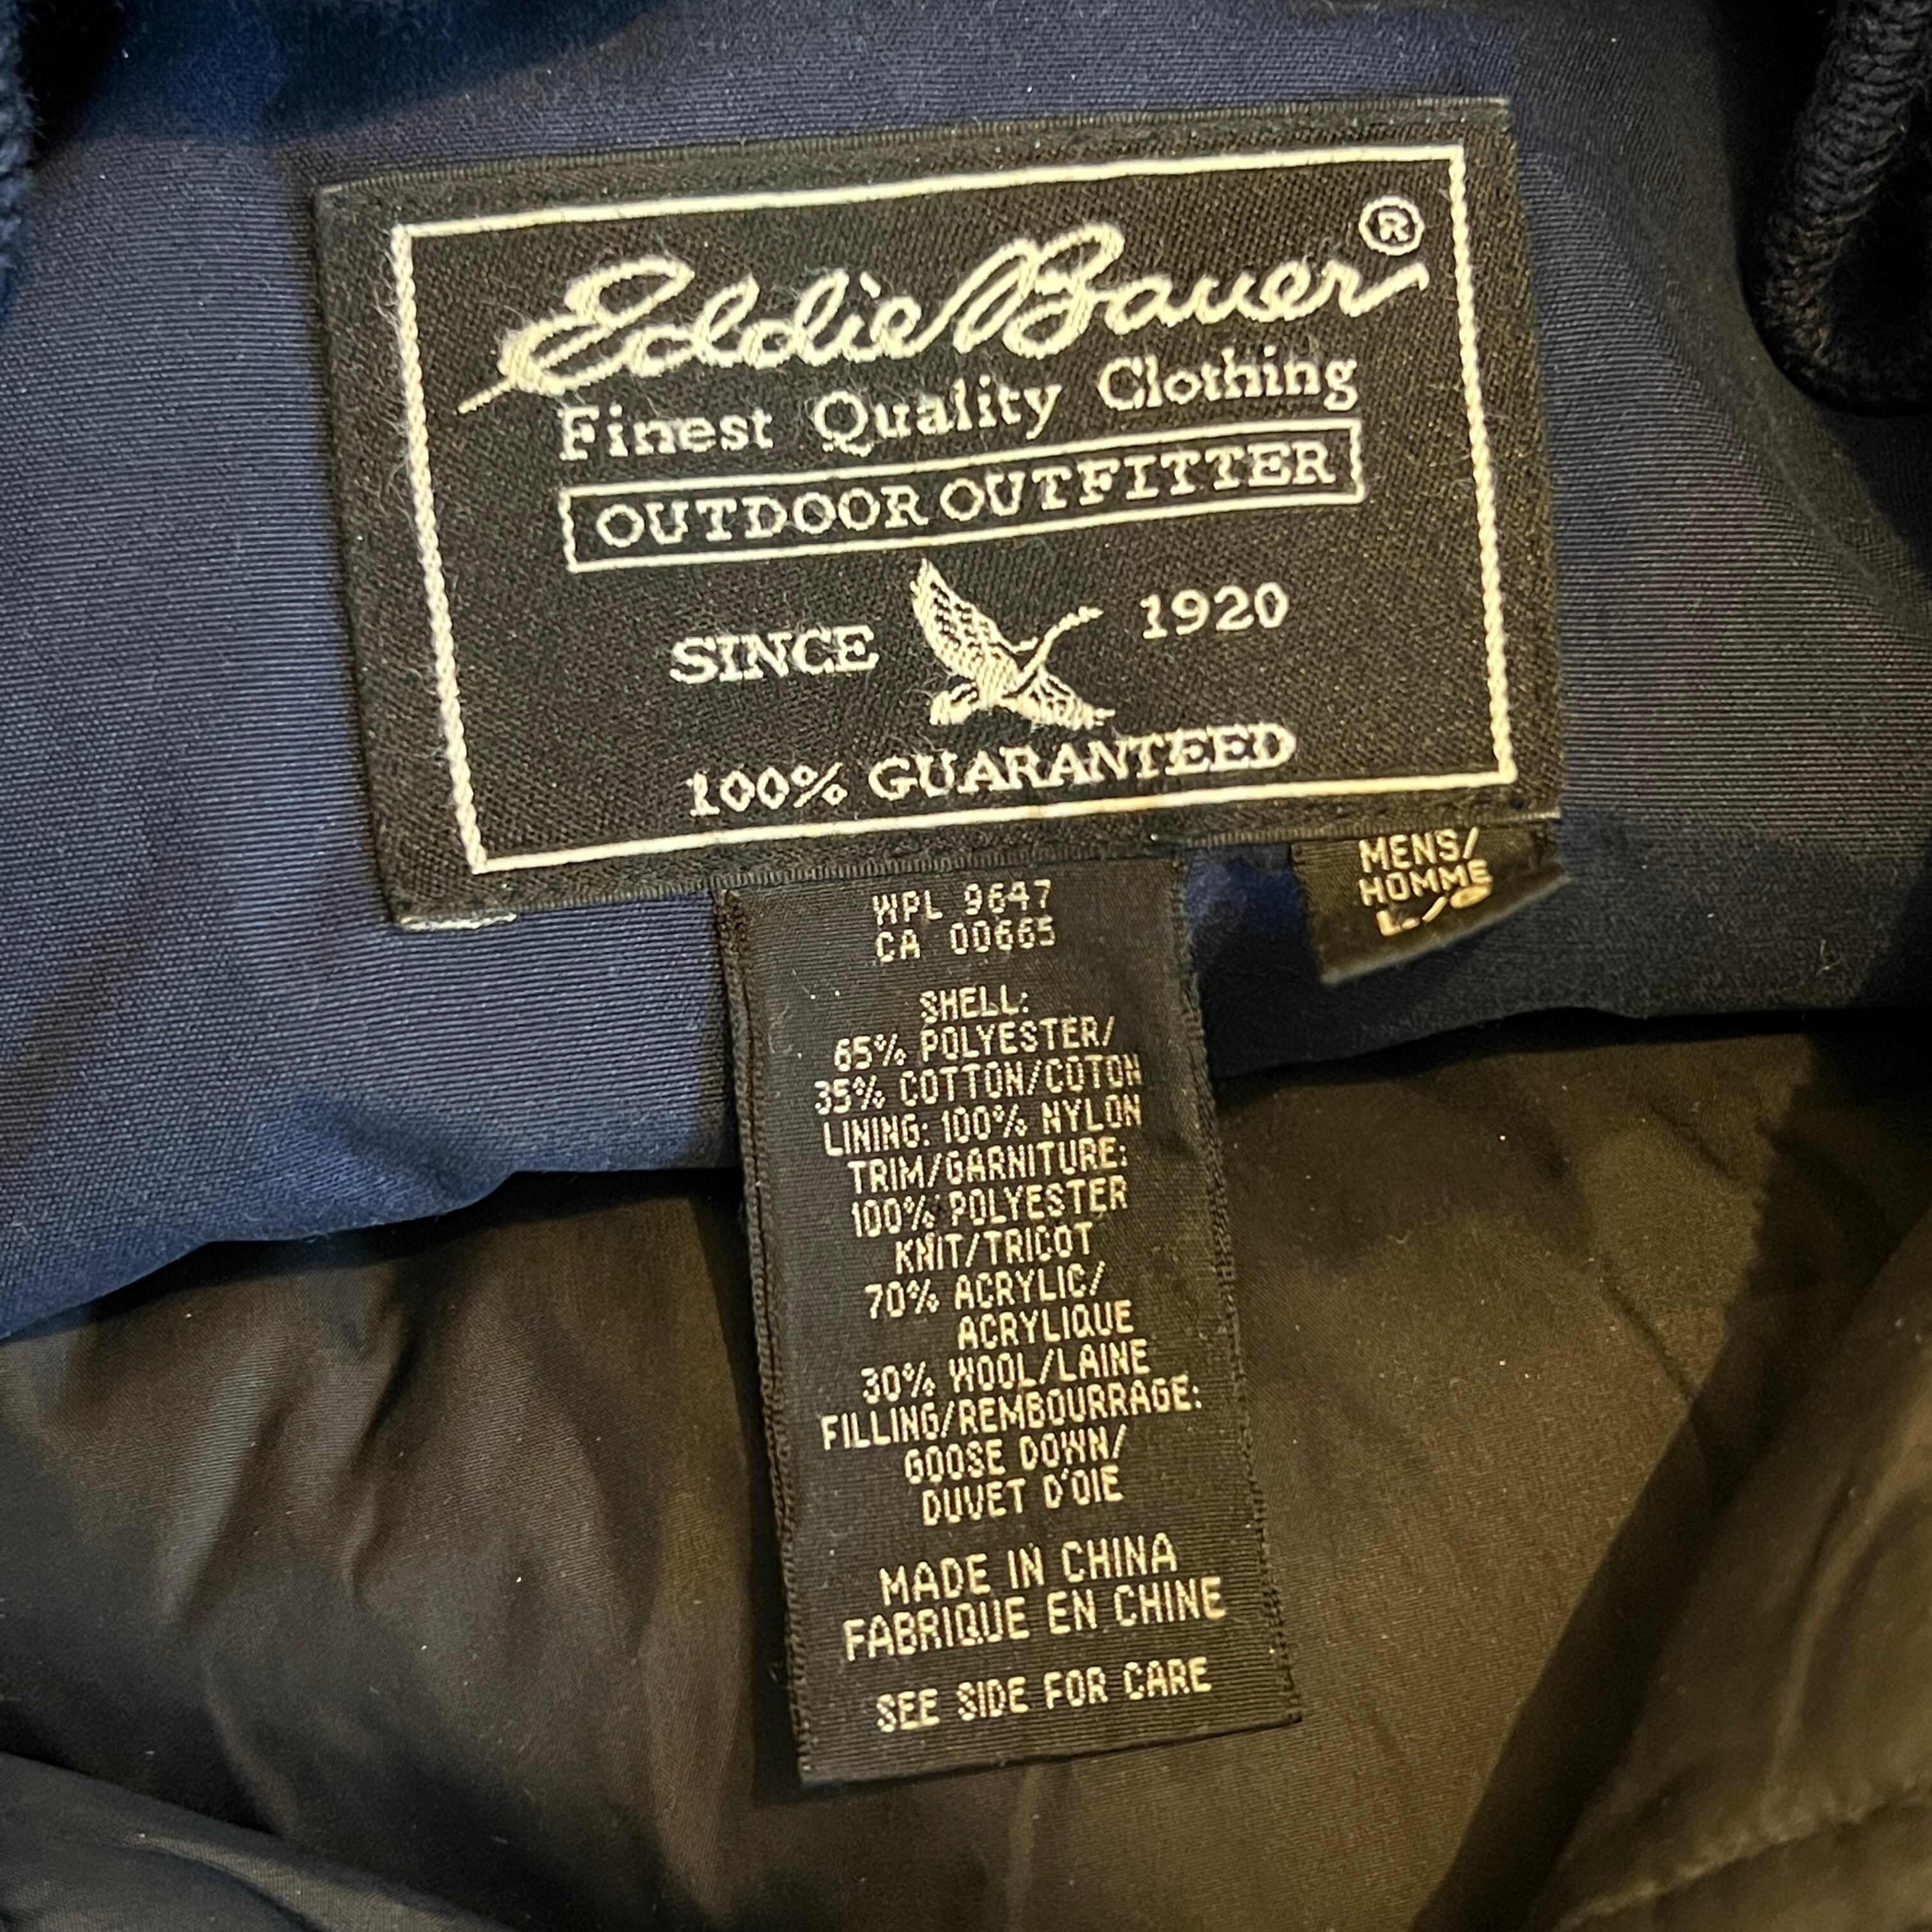 Eddie Bauer®
Finest Quality Clothing
OUTDOOR OUTFITTER
SINCE 1920
100% GUARANTEED
MENS/
HOMME
L/G
WPL 9647
CA 00665
SHELL:
65% POLYESTER/
35% COTTON/COTON
LINING: 100% NYLON
TRIM/GARNITURE:
100% POLYESTER
KNIT/TRICOT
70% ACRYLIC/
ACRYLIQUE
30% WOOL/LAINE
FILLING/REMBOURRAGE:
GOOSE DOWN/
DUVET D'OIE
MADE IN CHINA
FABRIQUE EN CHINE
SEE SIDE FOR CARE